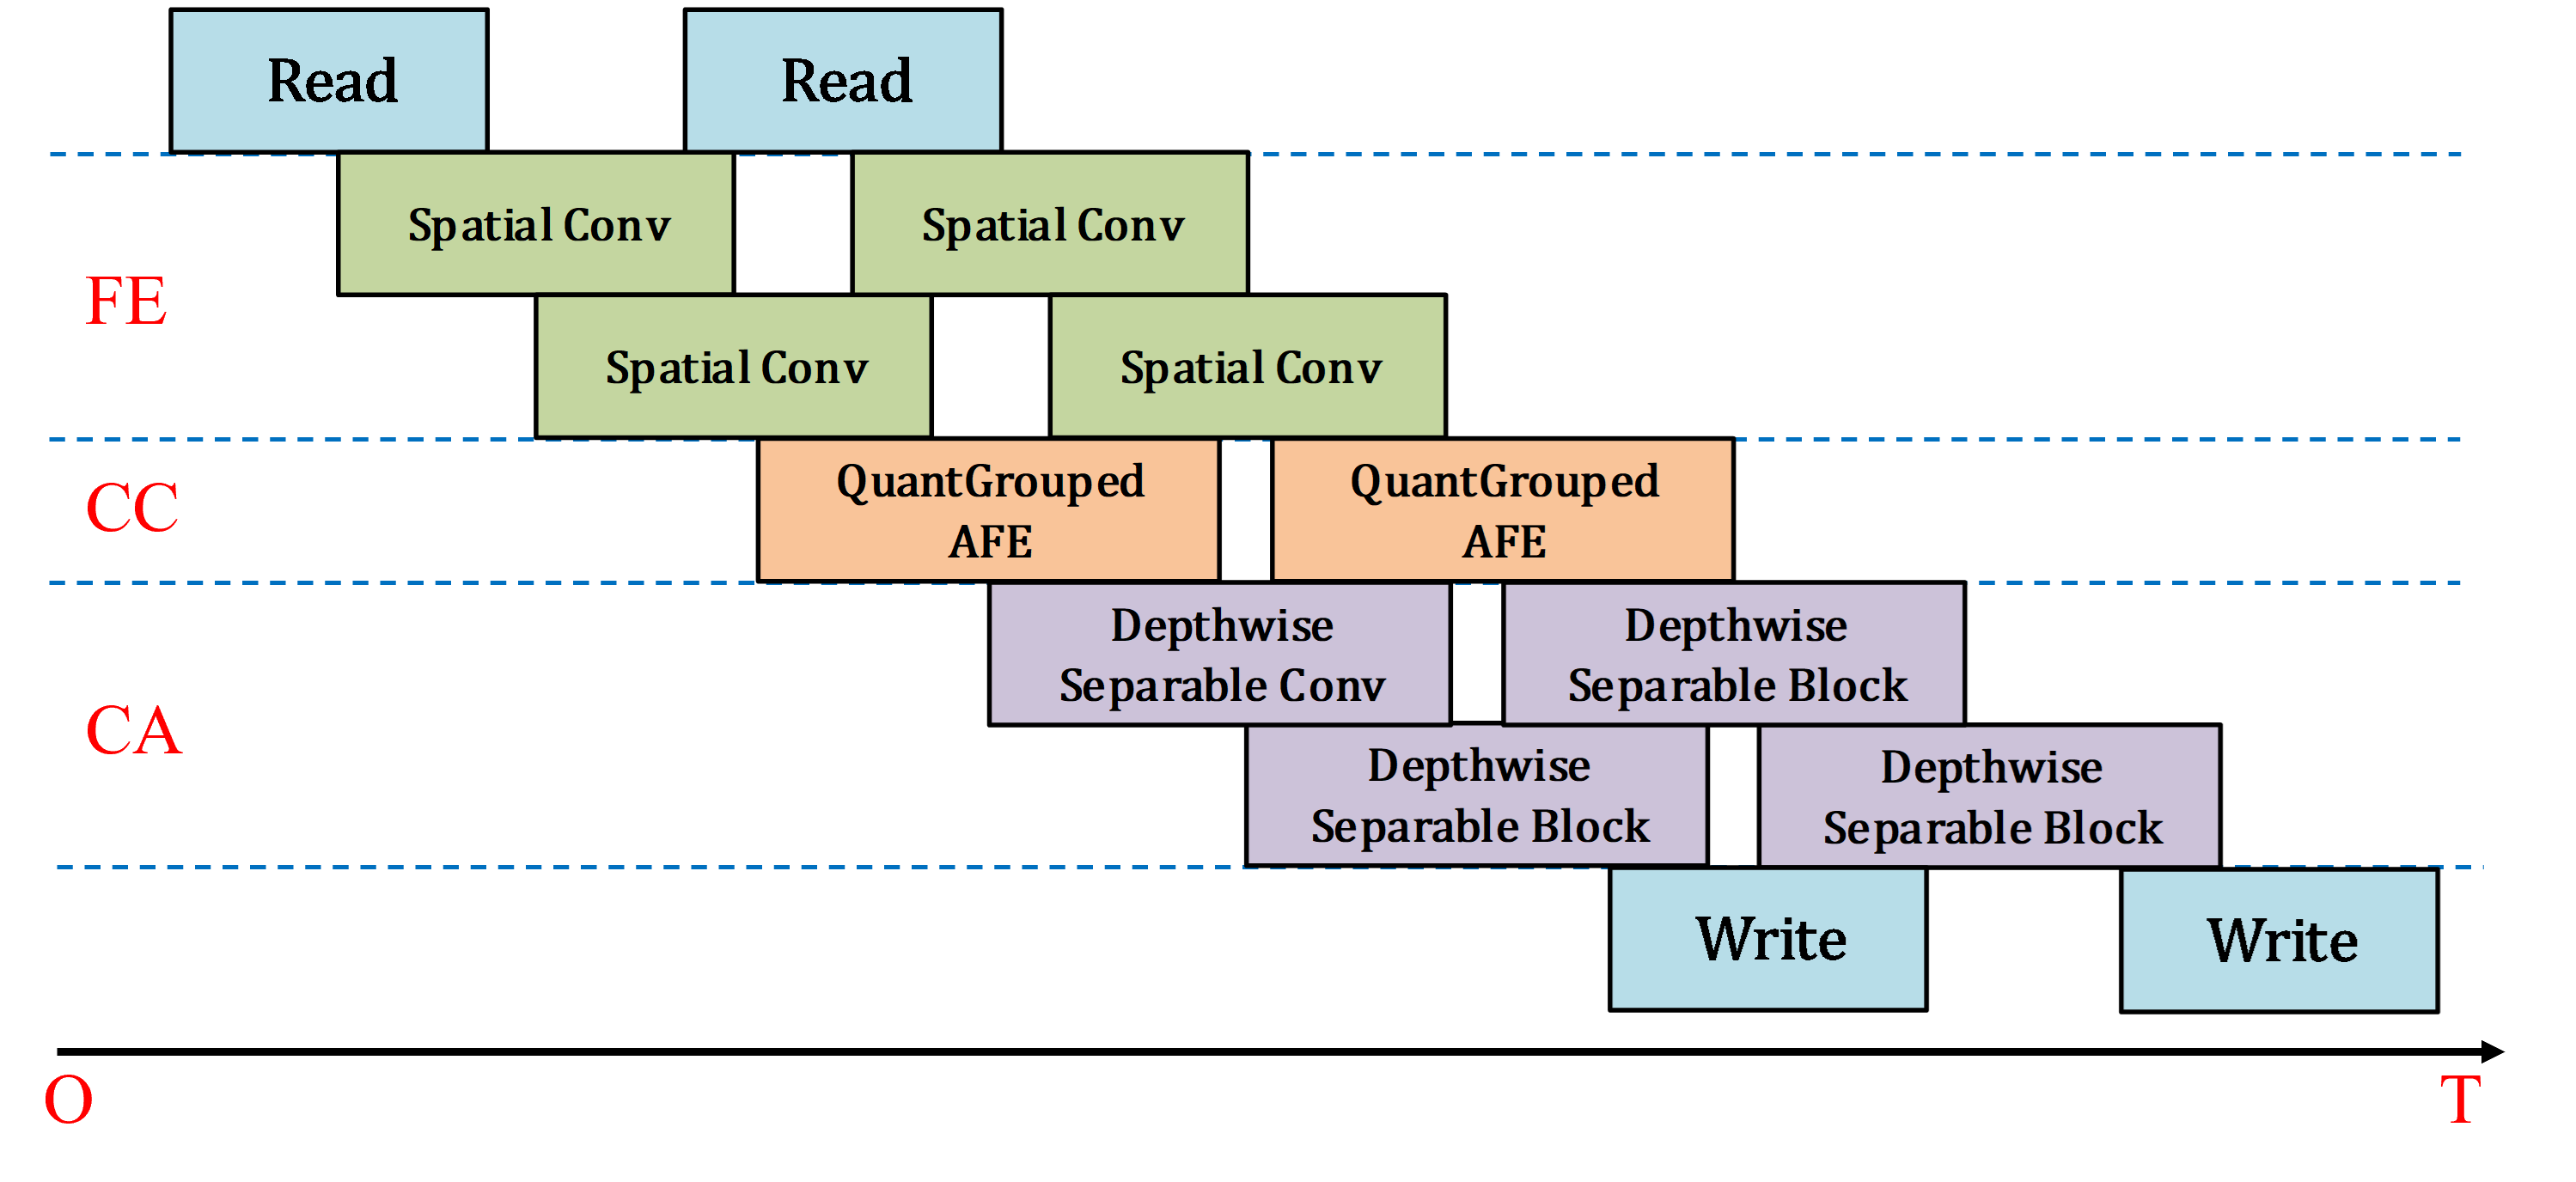 Read
Read
Spatial Conv
Spatial Conv
FE
Spatial Conv
Spatial Conv
CC
QuantGrouped
AFE
QuantGrouped
AFE
CA
Depthwise
Separable Conv
Depthwise
Separable Block
Depthwise
Separable Block
Depthwise
Separable Block
Write
Write
O
T